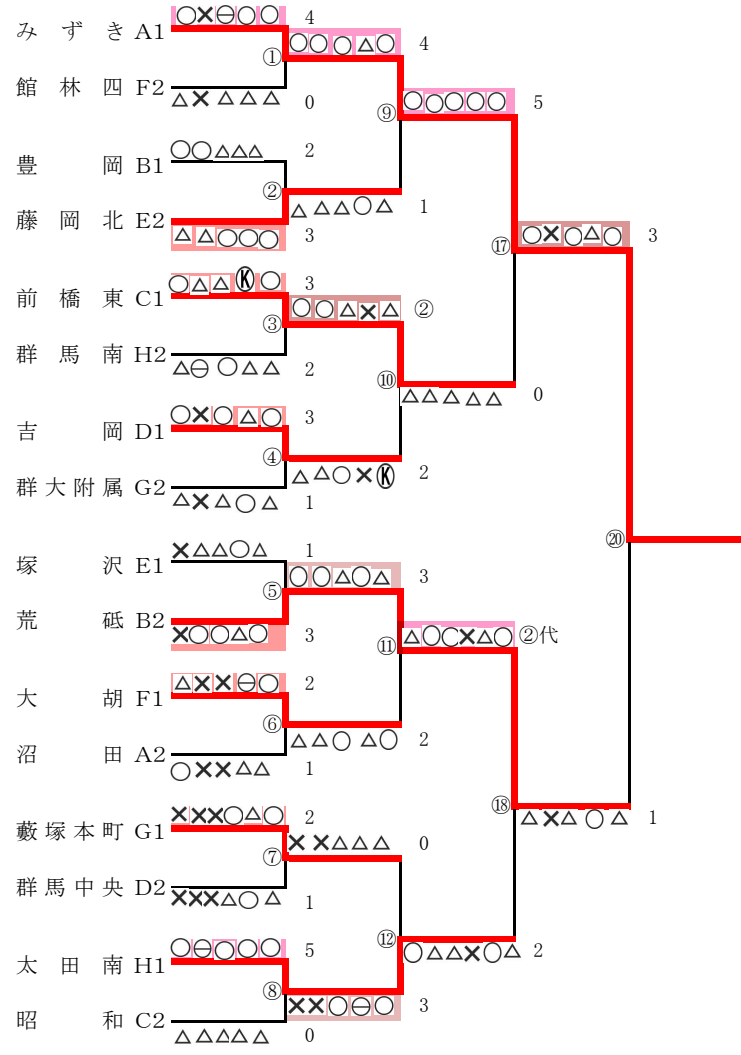 ○×⊖○○ 4
みずき A1
① ○○○△○ 4
館林四 F2
△×△△△ 0
⑨ ○○○○○ 5
○○△△△ 2
豊岡 B1
② △△△○△ 1
藤岡北 E2
△△○○○ 3
⑰ ○×○△○ 3
○△△Ⓚ○ 3
前橋東 C1
③ ○○△×△ ②
群馬南 H2
△⊖○△△ 2
⑩ △△△△△ 0
○×○△○ 3
吉岡 D1
④ △△○×Ⓚ 2
群大附属 G2
△×△○△ 1
⑳
×△△○△ 1
塚沢 E1
⑤ ○○△○△ 3
荒砥 B2
×○○△○ 3
⑪ △○○×△○ ②代
△××⊖○ 2
大胡 F1
⑥ △△○△○ 2
沼田 A2
○××△△ 1
⑱ △×△○△ 1
×××○△○ 2
藪塚本町 G1
⑦ ××△△△ 0
群馬中央 D2
×××△○△ 1
⑫ ○△△×○△ 2
○⊖○○○ 5
太田南 H1
⑧ ××○⊖○ 3
昭和 C2
△△△△△ 0